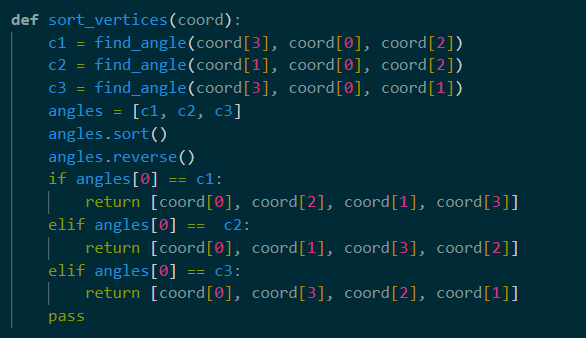 def sort_vertices(coord):
    c1 = find_angle(coord[3], coord[0], coord[2])
    c2 = find_angle(coord[1], coord[0], coord[2])
    c3 = find_angle(coord[3], coord[0], coord[1])
    angles = [c1, c2, c3]
    angles.sort()
    angles.reverse()
    if angles[0] == c1:
        return [coord[0], coord[2], coord[1], coord[3]]
    elif angles[0] ==  c2:
        return [coord[0], coord[1], coord[3], coord[2]]
    elif angles[0] == c3:
        return [coord[0], coord[3], coord[2], coord[1]]
    pass